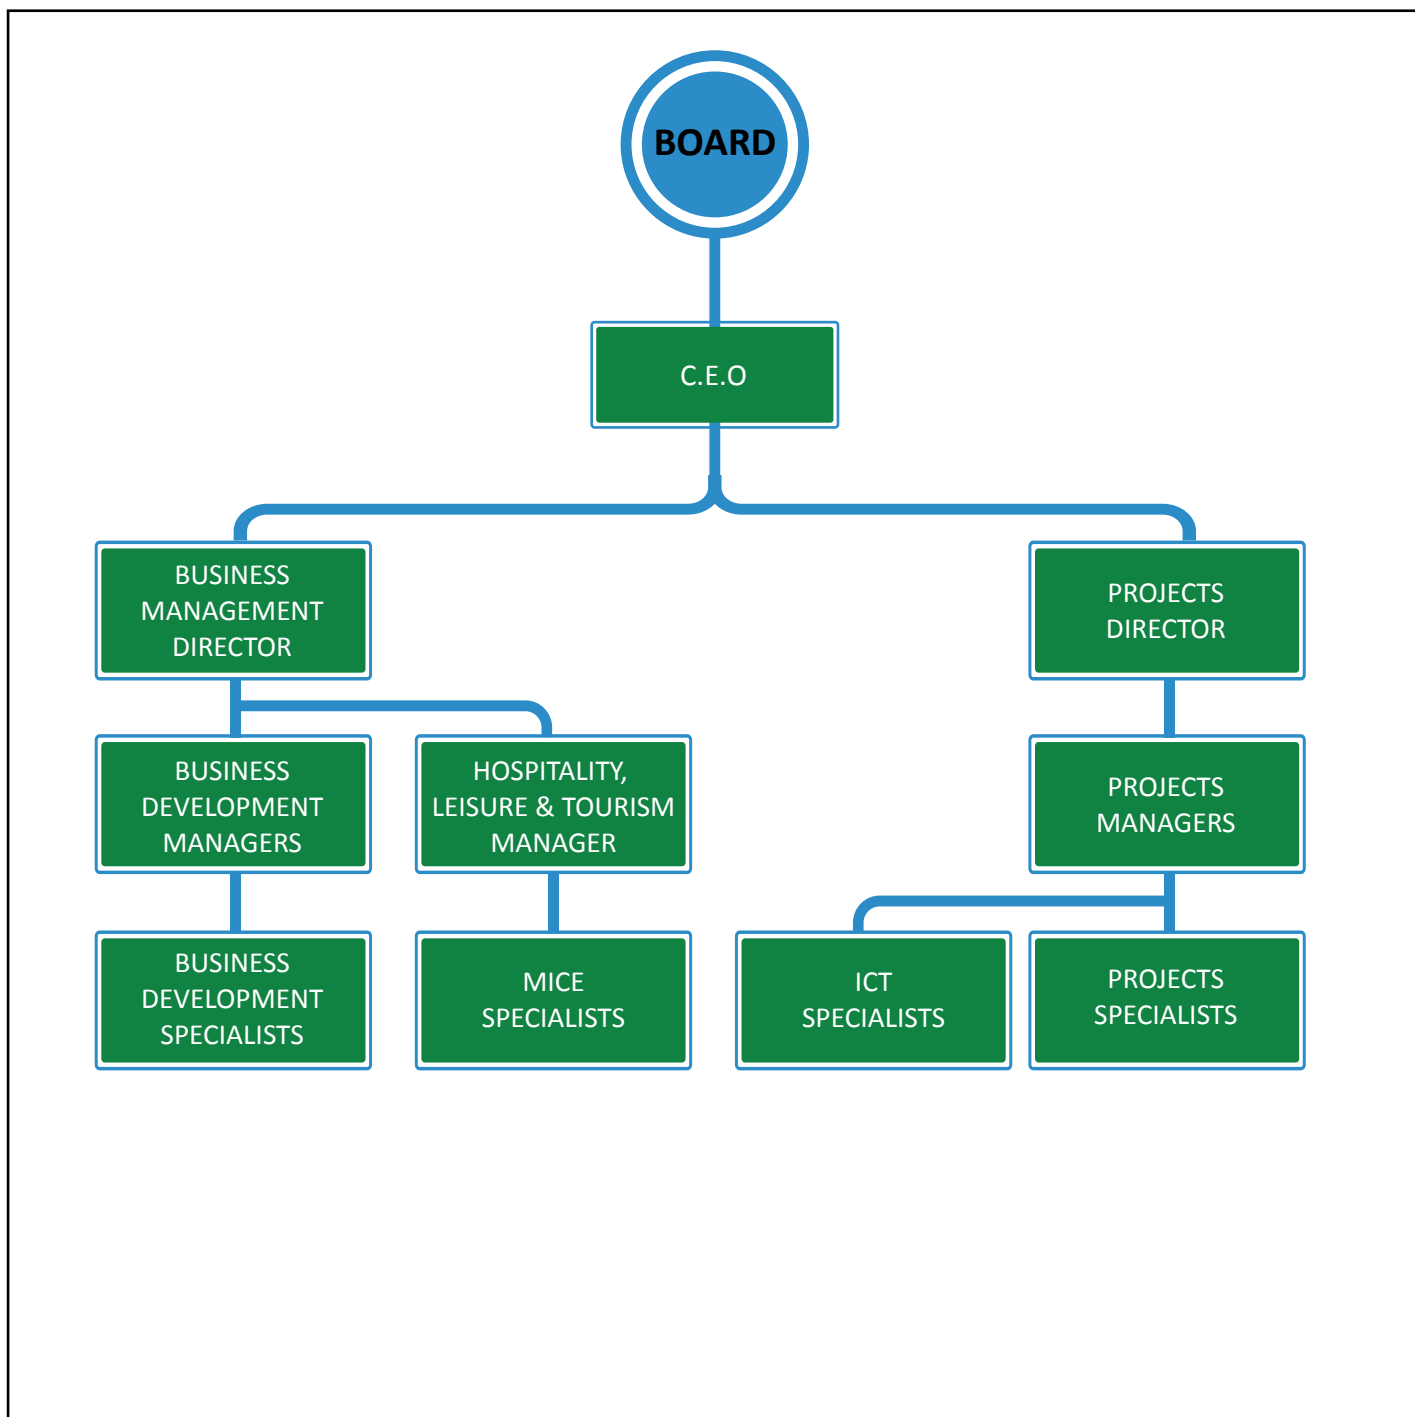 BOARD
C.E.O
BUSINESS
MANAGEMENT
DIRECTOR
PROJECTS
DIRECTOR
BUSINESS
DEVELOPMENT
MANAGERS
HOSPITALITY,
LEISURE & TOURISM
MANAGER
PROJECTS
MANAGERS
BUSINESS
DEVELOPMENT
SPECIALISTS
MICE
SPECIALISTS
ICT
SPECIALISTS
PROJECTS
SPECIALISTS